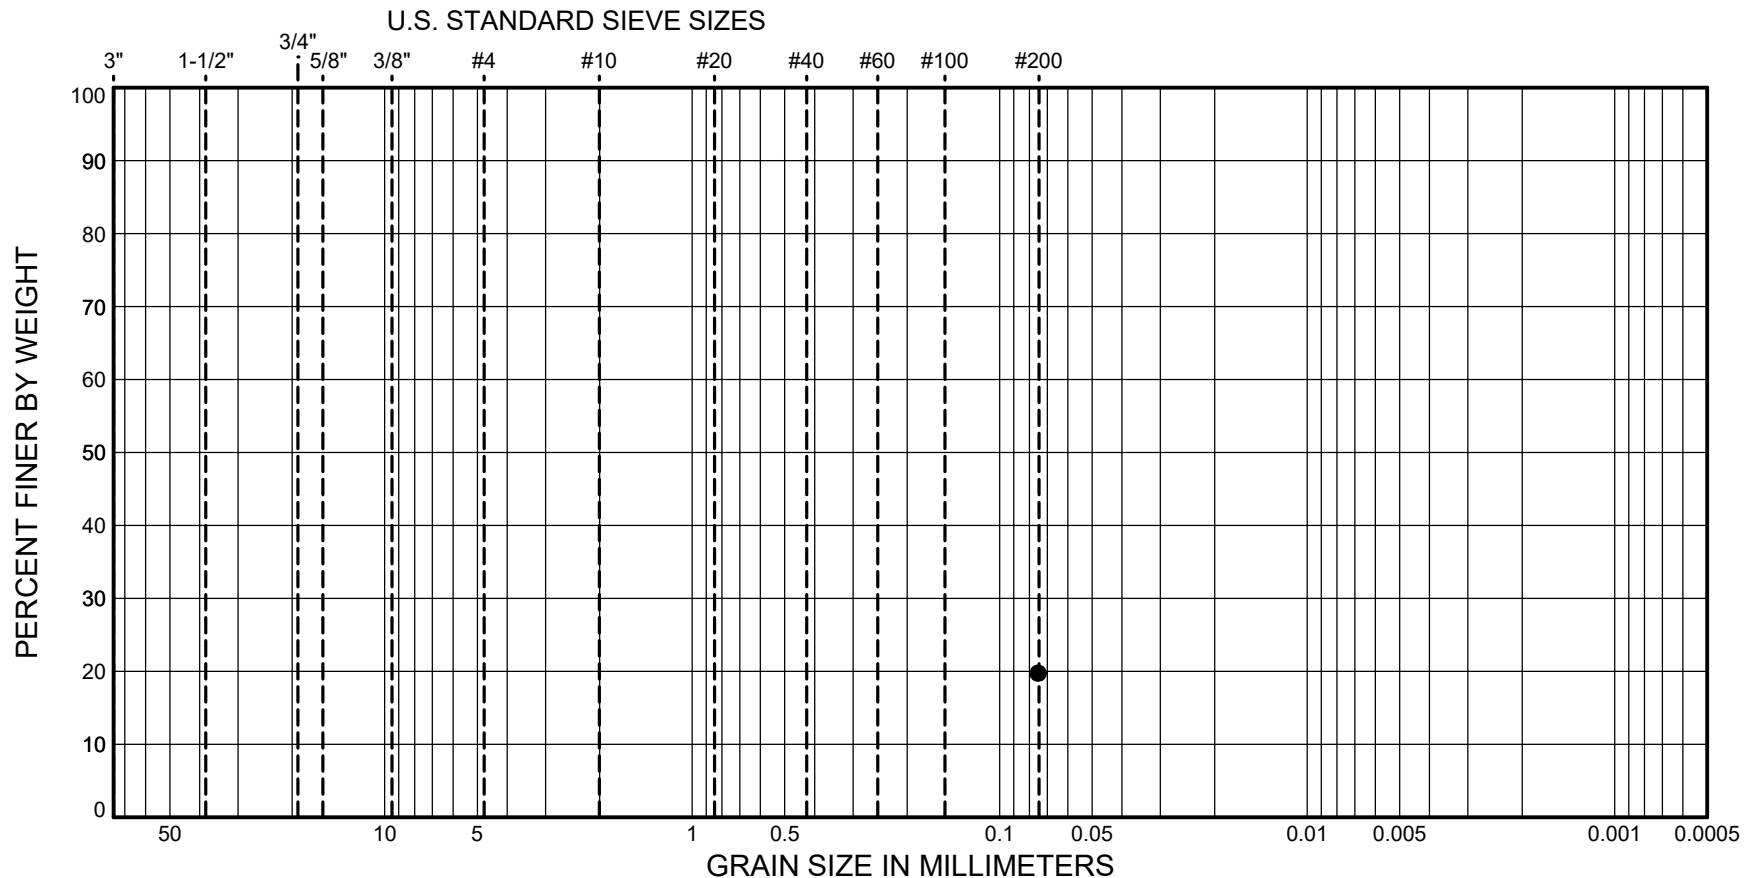 U.S. STANDARD SIEVE SIZES
3" 1-1/2" 3/4" 5/8" 3/8" #4 #10 #20 #40 #60 #100 #200
PERCENT FINER BY WEIGHT
100
90
80
70
60
50
40
30
20
10
0
50 10 5 1 0.5 0.1 0.05 0.01 0.005 0.001 0.0005
GRAIN SIZE IN MILLIMETERS